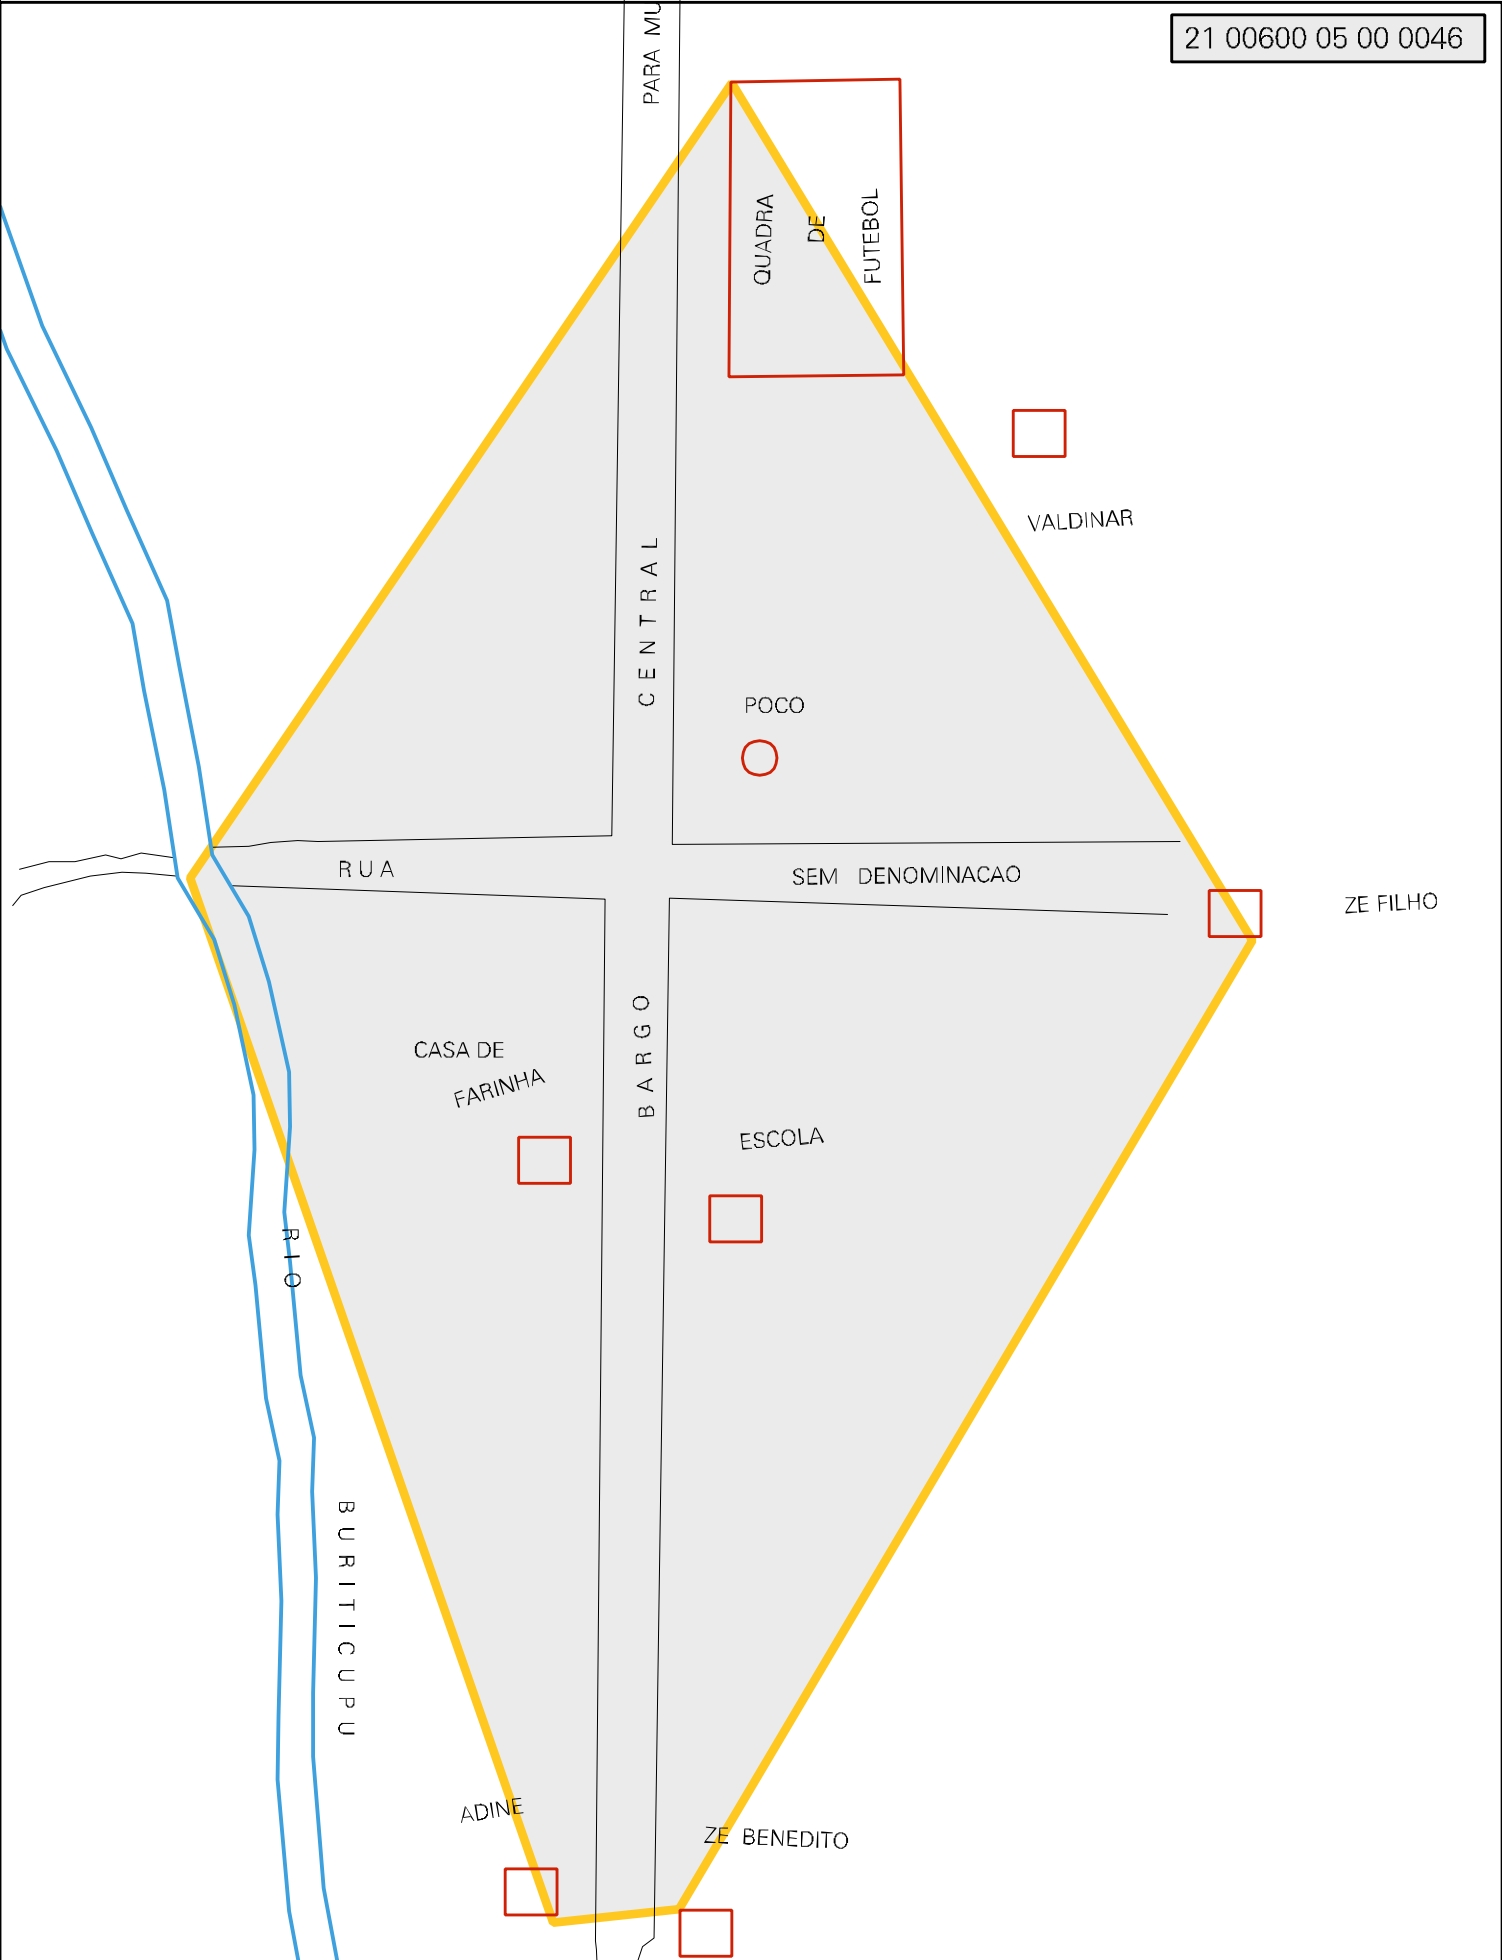 21 00600 05 00 0046
PARA MU
QUADRA
DE
FUTEBOL
VALDINAR
CENTRAL
POCO
RUA
SEM DENOMINACAO
ZE FILHO
BARGO
CASA DE
FARINHA
ESCOLA
RIO
BURITICUPU
ADINE
ZE BENEDITO